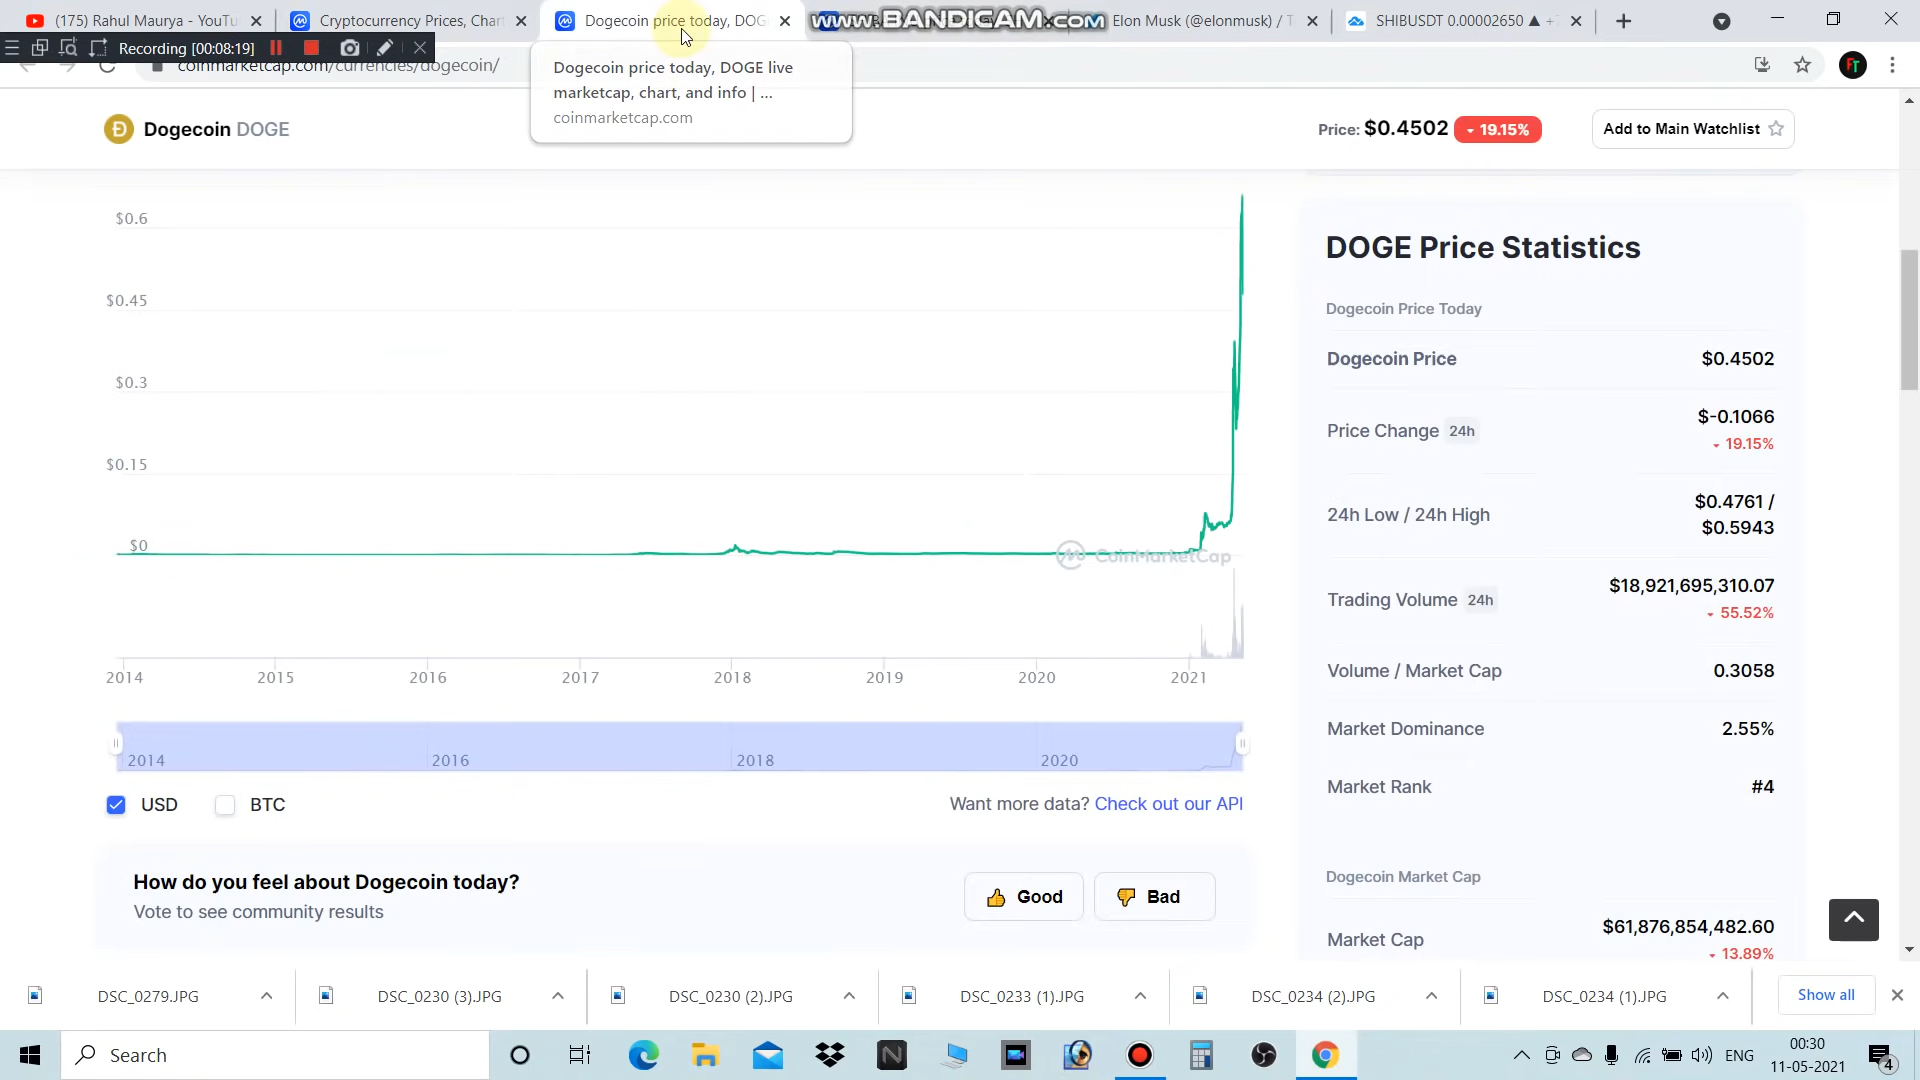 (175) Rahul Maurya - YouTu
Cryptocurrency Prices, Char
Dogecoin price today, DOG
WWW.BANDICAM.COM
Elon Musk (@elonmusk) / T
SHIBUSDT 0.00002650 ▲ +
Recording [00:08:19]
coinmarketcap.com/currencies/dogecoin/
Dogecoin price today, DOGE live
marketcap, chart, and info | ...
coinmarketcap.com
Dogecoin DOGE
Price: $0.4502
19.15%
Add to Main Watchlist
$0.6
$0.45
$0.3
$0.15
$0
CoinMarketCap
2014
2015
2016
2017
2018
2019
2020
2021
2014
2016
2018
2020
USD
BTC
Want more data? Check out our API
How do you feel about Dogecoin today?
Vote to see community results
Good
Bad
DOGE Price Statistics
Dogecoin Price Today
Dogecoin Price
$0.4502
Price Change 24h
$-0.1066
19.15%
24h Low / 24h High
$0.4761 /
$0.5943
Trading Volume 24h
$18,921,695,310.07
55.52%
Volume / Market Cap
0.3058
Market Dominance
2.55%
Market Rank
#4
Dogecoin Market Cap
Market Cap
$61,876,854,482.60
13.89%
DSC_0279.JPG
DSC_0230 (3).JPG
DSC_0230 (2).JPG
DSC_0233 (1).JPG
DSC_0234 (2).JPG
DSC_0234 (1).JPG
Show all
Search
ENG
00:30
11-05-2021
4